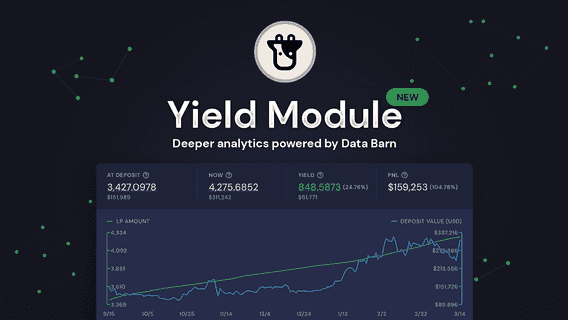 NEW
Yield Module
Deeper analytics powered by Data Barn
AT DEPOSIT ? NOW ? YIELD ? PNL ?
3,427.0978 4,275.6852 848.5873 (24.76%) $159,253 (104.78%)
$151,989 $311,242 $61,771
LP AMOUNT DEPOSIT VALUE (USD)
4,334 $337,216
4,093 $275,386
3,851 $213,556
3,610 $151,726
3,369 $89,896
9/15 10/5 10/25 11/14 12/4 12/24 1/13 2/2 2/22 3/14